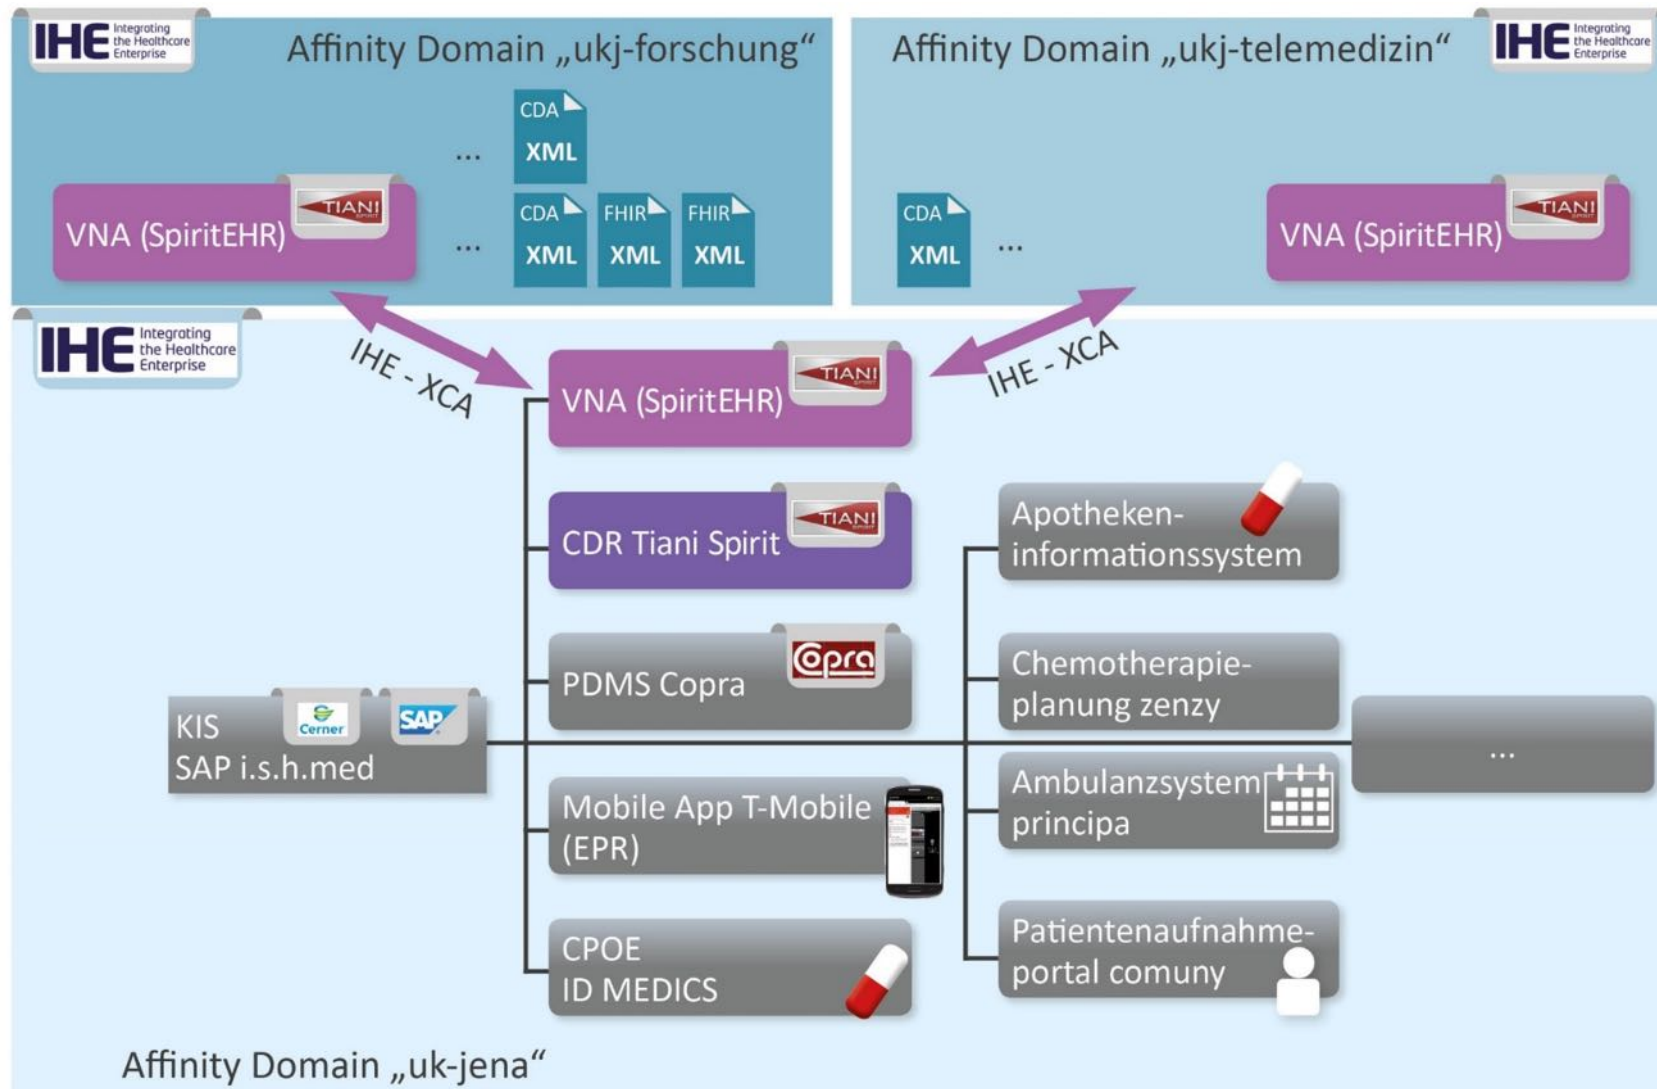 IHE Integrating
the Healthcare
Enterprise
Affinity Domain „ukj-forschung“
CDA
XML
...
VNA (SpiritEHR)
TIANI
SPIRIT
...
CDA
XML
FHIR
XML
FHIR
XML
Affinity Domain „ukj-telemedizin“
IHE Integrating
the Healthcare
Enterprise
CDA
XML
...
VNA (SpiritEHR)
TIANI
SPIRIT
IHE Integrating
the Healthcare
Enterprise
IHE - XCA
IHE - XCA
VNA (SpiritEHR)
TIANI
SPIRIT
CDR Tiani Spirit
TIANI
SPIRIT
PDMS Copra
Copra
KIS
SAP i.s.h.med
Cerner
SAP
Mobile App T-Mobile
(EPR)
CPOE
ID MEDICS
Apotheken-
informationssystem
Chemotherapie-
planung zenzy
Ambulanzsystem
principa
Patientenaufnahme-
portal comuny
...
Affinity Domain „uk-jena“